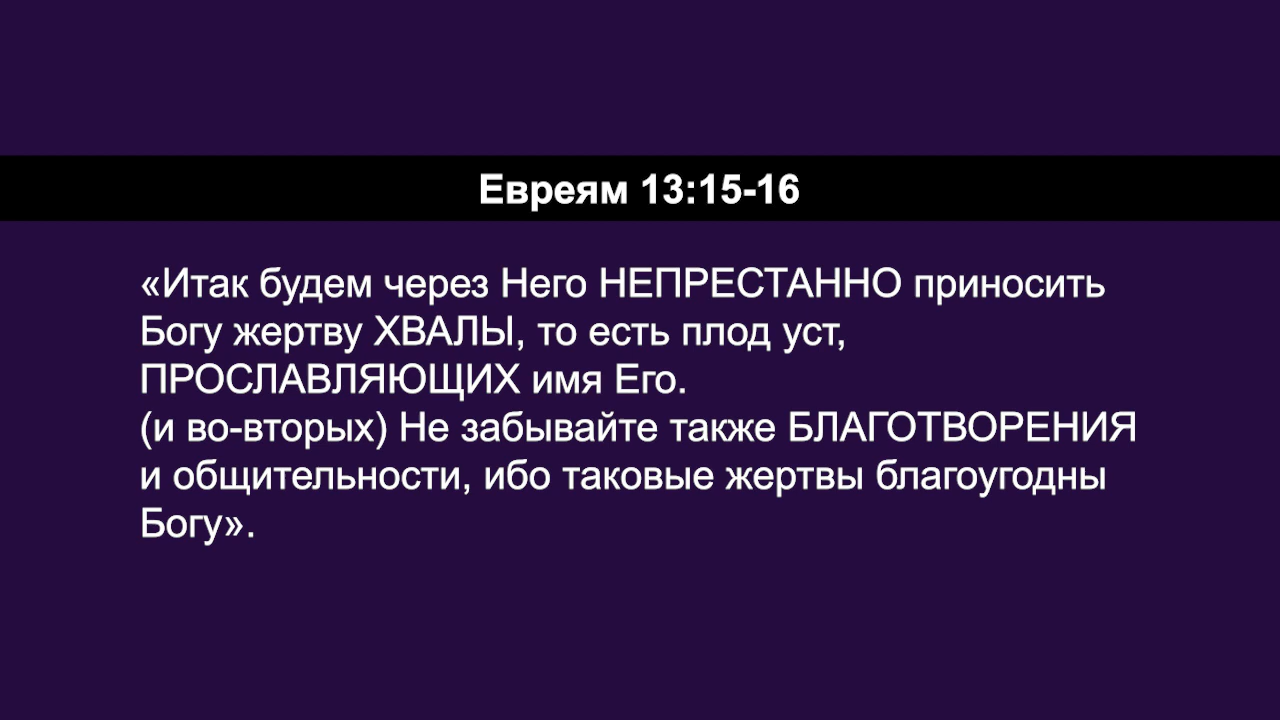 Евреям 13:15-16
«Итак будем через Него НЕПРЕСТАННО приносить
Богу жертву ХВАЛЫ, то есть плод уст,
ПРОСЛАВЛЯЮЩИХ имя Его.
(и во-вторых) Не забывайте также БЛАГОТВОРЕНИЯ
и общительности, ибо таковые жертвы благоугодны
Богу».